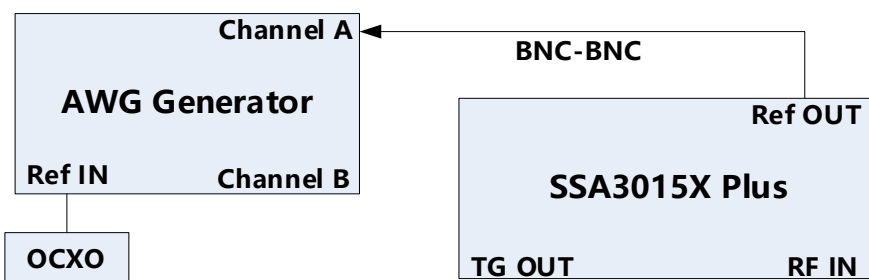 Channel A
BNC-BNC
AWG Generator
Ref OUT
Ref IN
Channel B
SSA3015X Plus
OCXO
TG OUT
RF IN